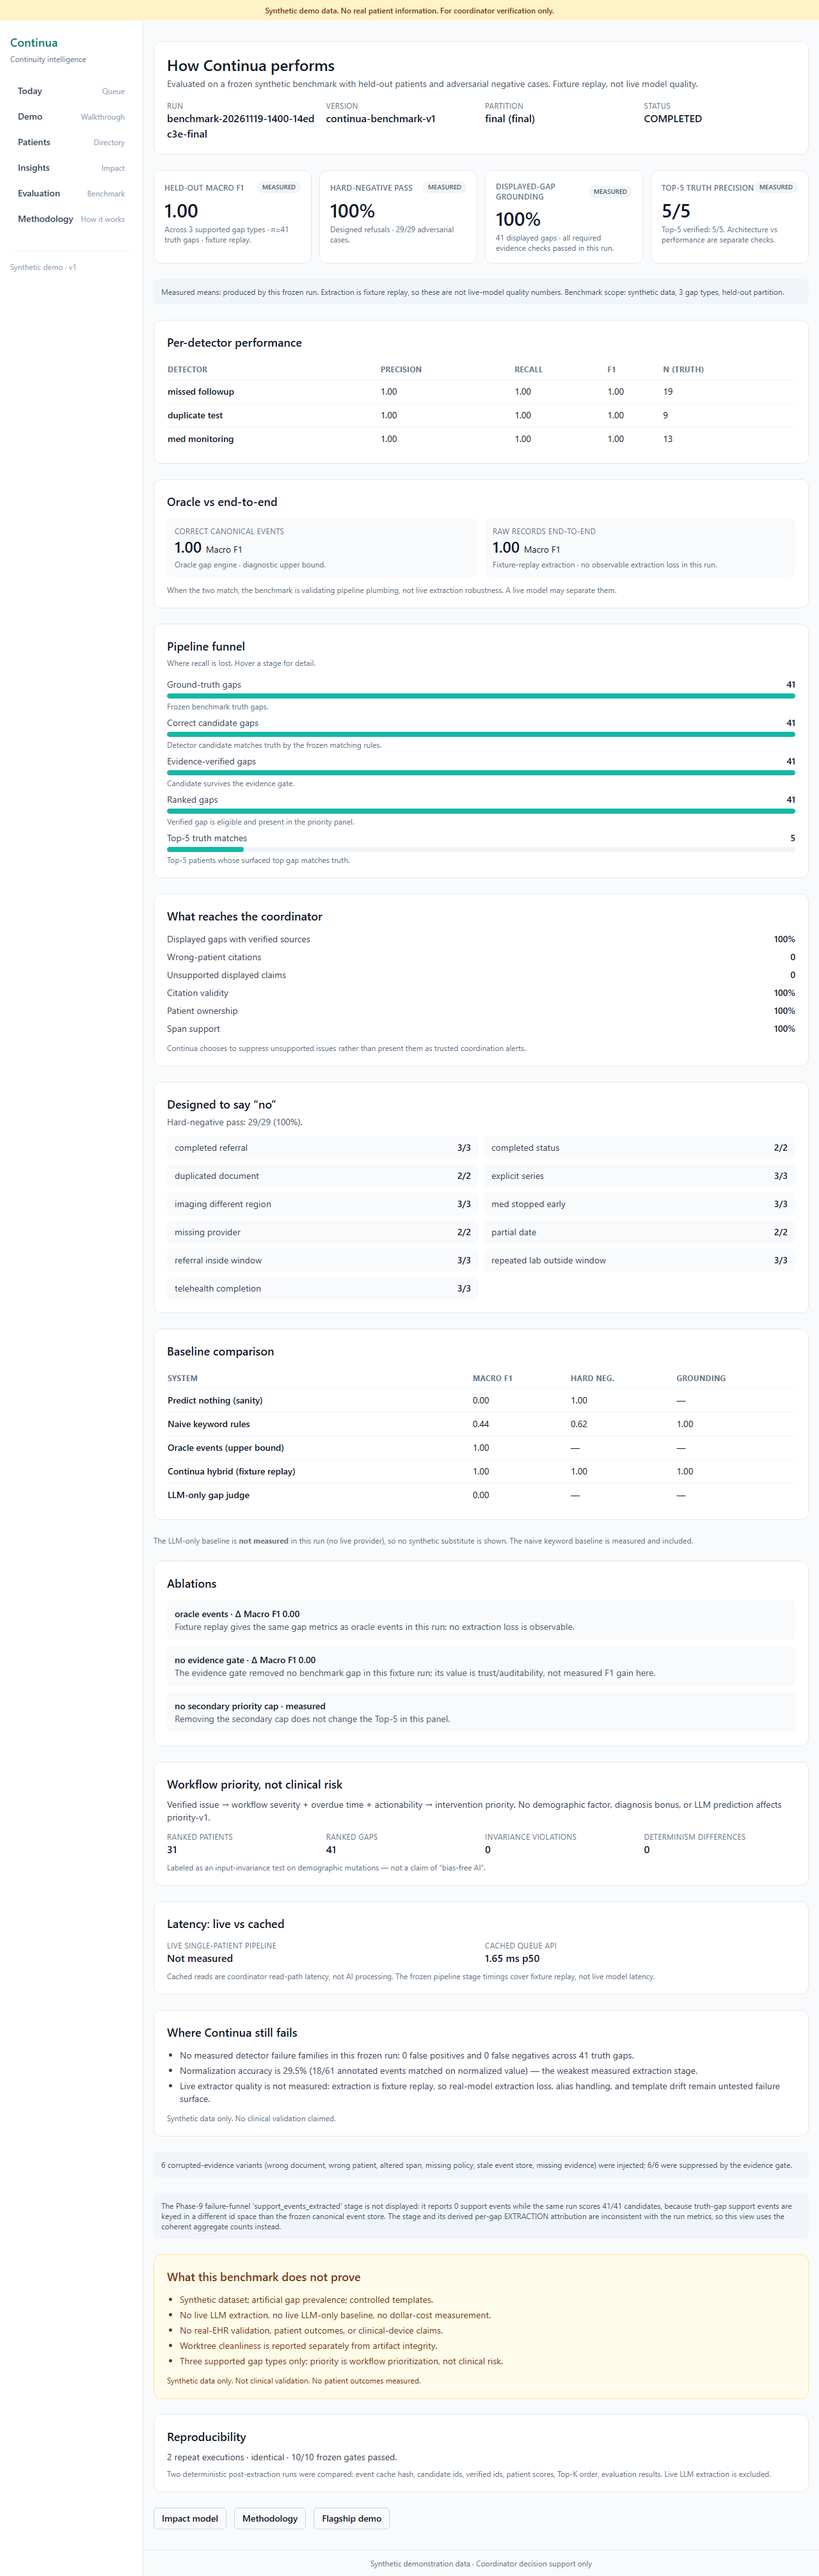 Synthetic demo data. No real patient information. For coordinator verification only.
Continua
Continuity intelligence
Today Queue
Demo Walkthrough
Patients Directory
Insights Impact
Evaluation Benchmark
Methodology How it works
Synthetic demo · v1
How Continua performs
Evaluated on a frozen synthetic benchmark with held-out patients and adversarial negative cases. Fixture replay, not live model quality.
RUN VERSION PARTITION STATUS
benchmark-20261119-1400-14ed continua-benchmark-v1 final (final) COMPLETED
c3e-final
HELD-OUT MACRO F1 MEASURED
1.00
Across 3 supported gap types · n=41
truth gaps · fixture replay.
HARD-NEGATIVE PASS MEASURED
100%
Designed refusals · 29/29 adversarial
cases.
DISPLAYED-GAP
GROUNDING MEASURED
100%
41 displayed gaps · all required
evidence checks passed in this run.
TOP-5 TRUTH PRECISION MEASURED
5/5
Top-5 verified: 5/5. Architecture vs
performance are separate checks.
Measured means: produced by this frozen run. Extraction is fixture replay, so these are not live-model quality numbers. Benchmark scope: synthetic data, 3 gap types, held-out partition.
Per-detector performance
DETECTOR PRECISION RECALL F1 N (TRUTH)
missed followup 1.00 1.00 1.00 19
duplicate test 1.00 1.00 1.00 9
med monitoring 1.00 1.00 1.00 13
Oracle vs end-to-end
CORRECT CANONICAL EVENTS
1.00 Macro F1
Oracle gap engine · diagnostic upper bound.
RAW RECORDS END-TO-END
1.00 Macro F1
Fixture-replay extraction · no observable extraction loss in this run.
When the two match, the benchmark is validating pipeline plumbing, not live extraction robustness. A live model may separate them.
Pipeline funnel
Where recall is lost. Hover a stage for detail.
Ground-truth gaps 41
Frozen benchmark truth gaps.
Correct candidate gaps 41
Detector candidate matches truth by the frozen matching rules.
Evidence-verified gaps 41
Candidate survives the evidence gate.
Ranked gaps 41
Verified gap is eligible and present in the priority panel.
Top-5 truth matches 5
Top-5 patients whose surfaced top gap matches truth.
What reaches the coordinator
Displayed gaps with verified sources 100%
Wrong-patient citations 0
Unsupported displayed claims 0
Citation validity 100%
Patient ownership 100%
Span support 100%
Continua chooses to suppress unsupported issues rather than present them as trusted coordination alerts.
Designed to say “no”
Hard-negative pass: 29/29 (100%).
completed referral 3/3 completed status 2/2
duplicated document 2/2 explicit series 3/3
imaging different region 3/3 med stopped early 3/3
missing provider 2/2 partial date 2/2
referral inside window 3/3 repeated lab outside window 3/3
telehealth completion 3/3
Baseline comparison
SYSTEM MACRO F1 HARD NEG. GROUNDING
Predict nothing (sanity) 0.00 1.00 —
Naive keyword rules 0.44 0.62 1.00
Oracle events (upper bound) 1.00 — —
Continua hybrid (fixture replay) 1.00 1.00 1.00
LLM-only gap judge 0.00 — —
The LLM-only baseline is not measured in this run (no live provider), so no synthetic substitute is shown. The naive keyword baseline is measured and included.
Ablations
oracle events · Δ Macro F1 0.00
Fixture replay gives the same gap metrics as oracle events in this run; no extraction loss is observable.
no evidence gate · Δ Macro F1 0.00
The evidence gate removed no benchmark gap in this fixture run; its value is trust/auditability, not measured F1 gain here.
no secondary priority cap · measured
Removing the secondary cap does not change the Top-5 in this panel.
Workflow priority, not clinical risk
Verified issue → workflow severity + overdue time + actionability → intervention priority. No demographic factor, diagnosis bonus, or LLM prediction affects
priority-v1.
RANKED PATIENTS RANKED GAPS INVARIANCE VIOLATIONS DETERMINISM DIFFERENCES
31 41 0 0
Labeled as an input-invariance test on demographic mutations — not a claim of "bias-free AI".
Latency: live vs cached
LIVE SINGLE-PATIENT PIPELINE CACHED QUEUE API
Not measured 1.65 ms p50
Cached reads are coordinator read-path latency, not AI processing. The frozen pipeline stage timings cover fixture replay, not live model latency.
Where Continua still fails
• No measured detector failure families in this frozen run: 0 false positives and 0 false negatives across 41 truth gaps.
• Normalization accuracy is 29.5% (18/61 annotated events matched on normalized value) — the weakest measured extraction stage.
• Live extractor quality is not measured: extraction is fixture replay, so real-model extraction loss, alias handling, and template drift remain untested failure
surface.
Synthetic data only. No clinical validation claimed.
6 corrupted-evidence variants (wrong document, wrong patient, altered span, missing policy, stale event store, missing evidence) were injected; 6/6 were suppressed by the evidence gate.
The Phase-9 failure-funnel 'support_events_extracted' stage is not displayed: it reports 0 support events while the same run scores 41/41 candidates, because truth-gap support events are
keyed in a different id space than the frozen canonical event store. The stage and its derived per-gap EXTRACTION attribution are inconsistent with the run metrics, so this view uses the
coherent aggregate counts instead.
What this benchmark does not prove
• Synthetic dataset; artificial gap prevalence; controlled templates.
• No live LLM extraction, no live LLM-only baseline, no dollar-cost measurement.
• No real-EHR validation, patient outcomes, or clinical-device claims.
• Worktree cleanliness is reported separately from artifact integrity.
• Three supported gap types only; priority is workflow prioritization, not clinical risk.
Synthetic data only. Not clinical validation. No patient outcomes measured.
Reproducibility
2 repeat executions · identical · 10/10 frozen gates passed.
Two deterministic post-extraction runs were compared: event cache hash, candidate ids, verified ids, patient scores, Top-K order, evaluation results. Live LLM extraction is excluded.
Impact model Methodology Flagship demo
Synthetic demonstration data · Coordinator decision support only